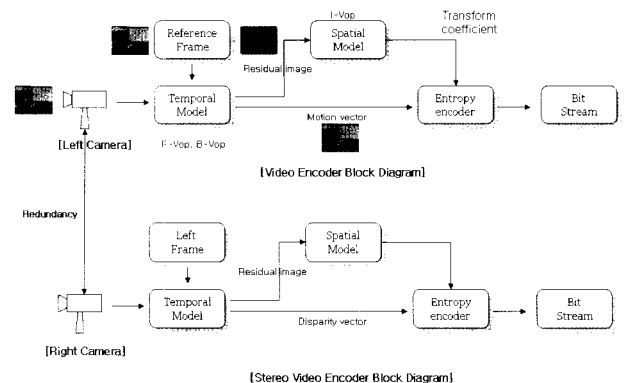 I-Vop
Transform
coefficient
Reference
Frame
Spatial
Model
Residual image
Temporal
Model
Entropy
encoder
Bit
Stream
Motion vector
[Left Camera]
P-Vop, B-Vop
[Video Encoder Block Diagram]
Redundancy
Left
Frame
Spatial
Model
Residual image
Temporal
Model
Entropy
encoder
Bit
Stream
Disparity vector
[Right Camera]
[Stereo Video Encoder Block Diagram]